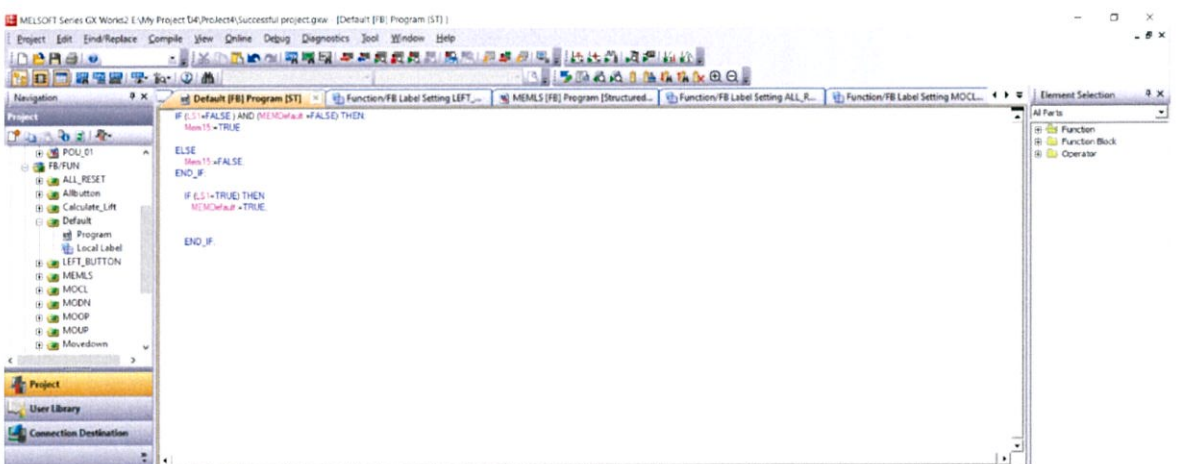 MELSOFT Series GX Works2 E:\My Project D4\ProJect4\Successful project.gxw - [Default [FB] Program [ST] ]
Project Edit Find/Replace Compile View Online Debug Diagnostics Tool Window Help
Navigation
Default [FB] Program [ST]
Function/FB Label Setting LEFT_...
MEMLS [FB] Program [Structured...
Function/FB Label Setting ALL_R...
Function/FB Label Setting MOCL...
Element Selection
Project
All Parts
Function
Function Block
Operator
POU_01
FB/FUN
ALL_RESET
Allbutton
Calculate_Lift
Default
Program
Local Label
LEFT_BUTTON
MEMLS
MOCL
MODN
MOOP
MOUP
Movedown
IF (LS1=FALSE ) AND (MEMDefault =FALSE) THEN
Mem15 =TRUE
ELSE
Mem15 =FALSE
END_IF
IF (LS1=TRUE) THEN
MEMDefault =TRUE
END_IF
Project
User Library
Connection Destination